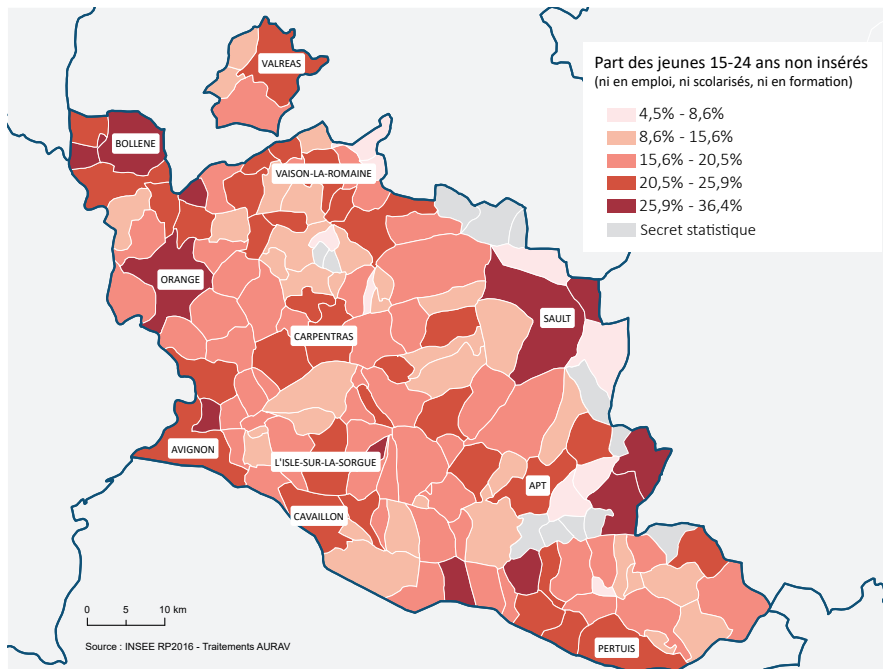 VALREAS
BOLLENE
VAISON-LA-ROMAINE
ORANGE
SAULT
CARPENTRAS
AVIGNON
L'ISLE-SUR-LA-SORGUE
APT
CAVAILLON
PERTUIS
Part des jeunes 15-24 ans non insérés
(ni en emploi, ni scolarisés, ni en formation)
4,5% - 8,6%
8,6% - 15,6%
15,6% - 20,5%
20,5% - 25,9%
25,9% - 36,4%
Secret statistique
0 5 10 km
Source : INSEE RP2016 - Traitements AURAV